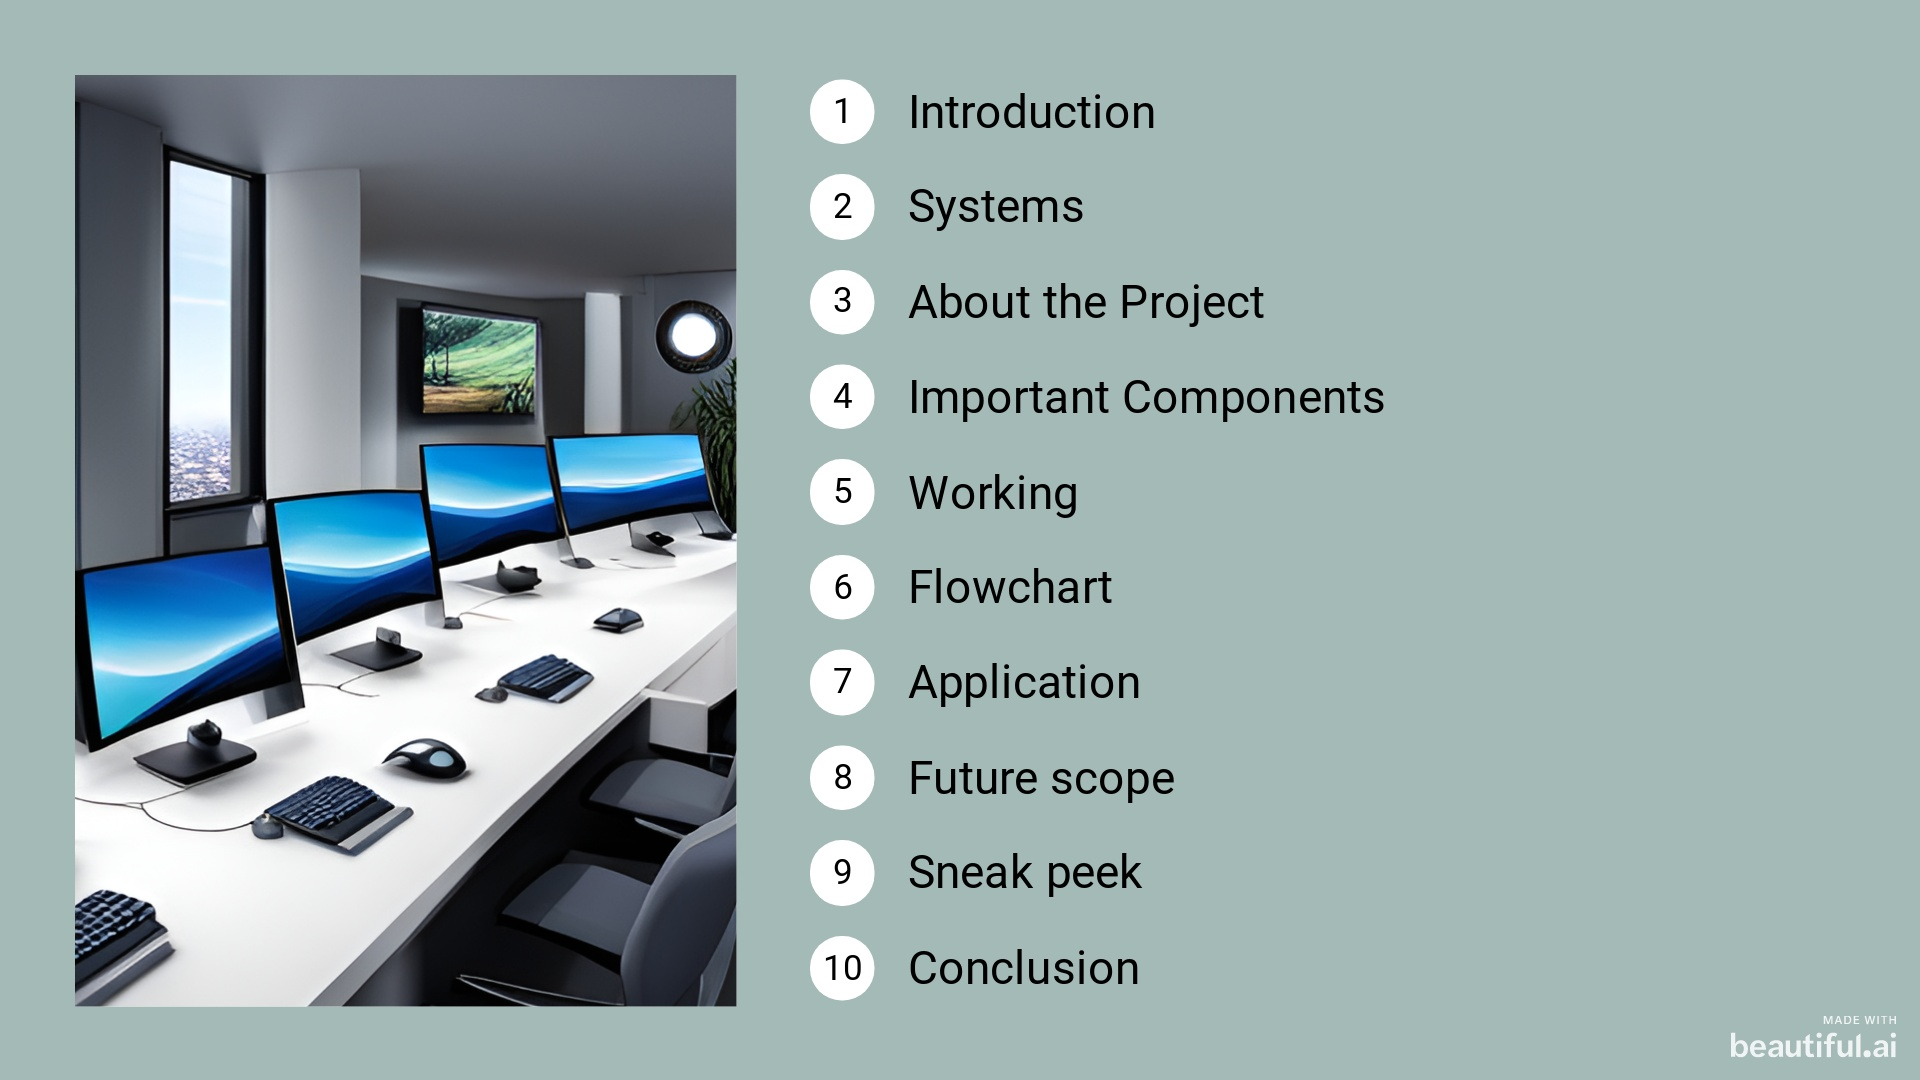 1 Introduction
2 Systems
3 About the Project
4 Important Components
5 Working
6 Flowchart
7 Application
8 Future scope
9 Sneak peek
10 Conclusion
MADE WITH
beautiful.ai